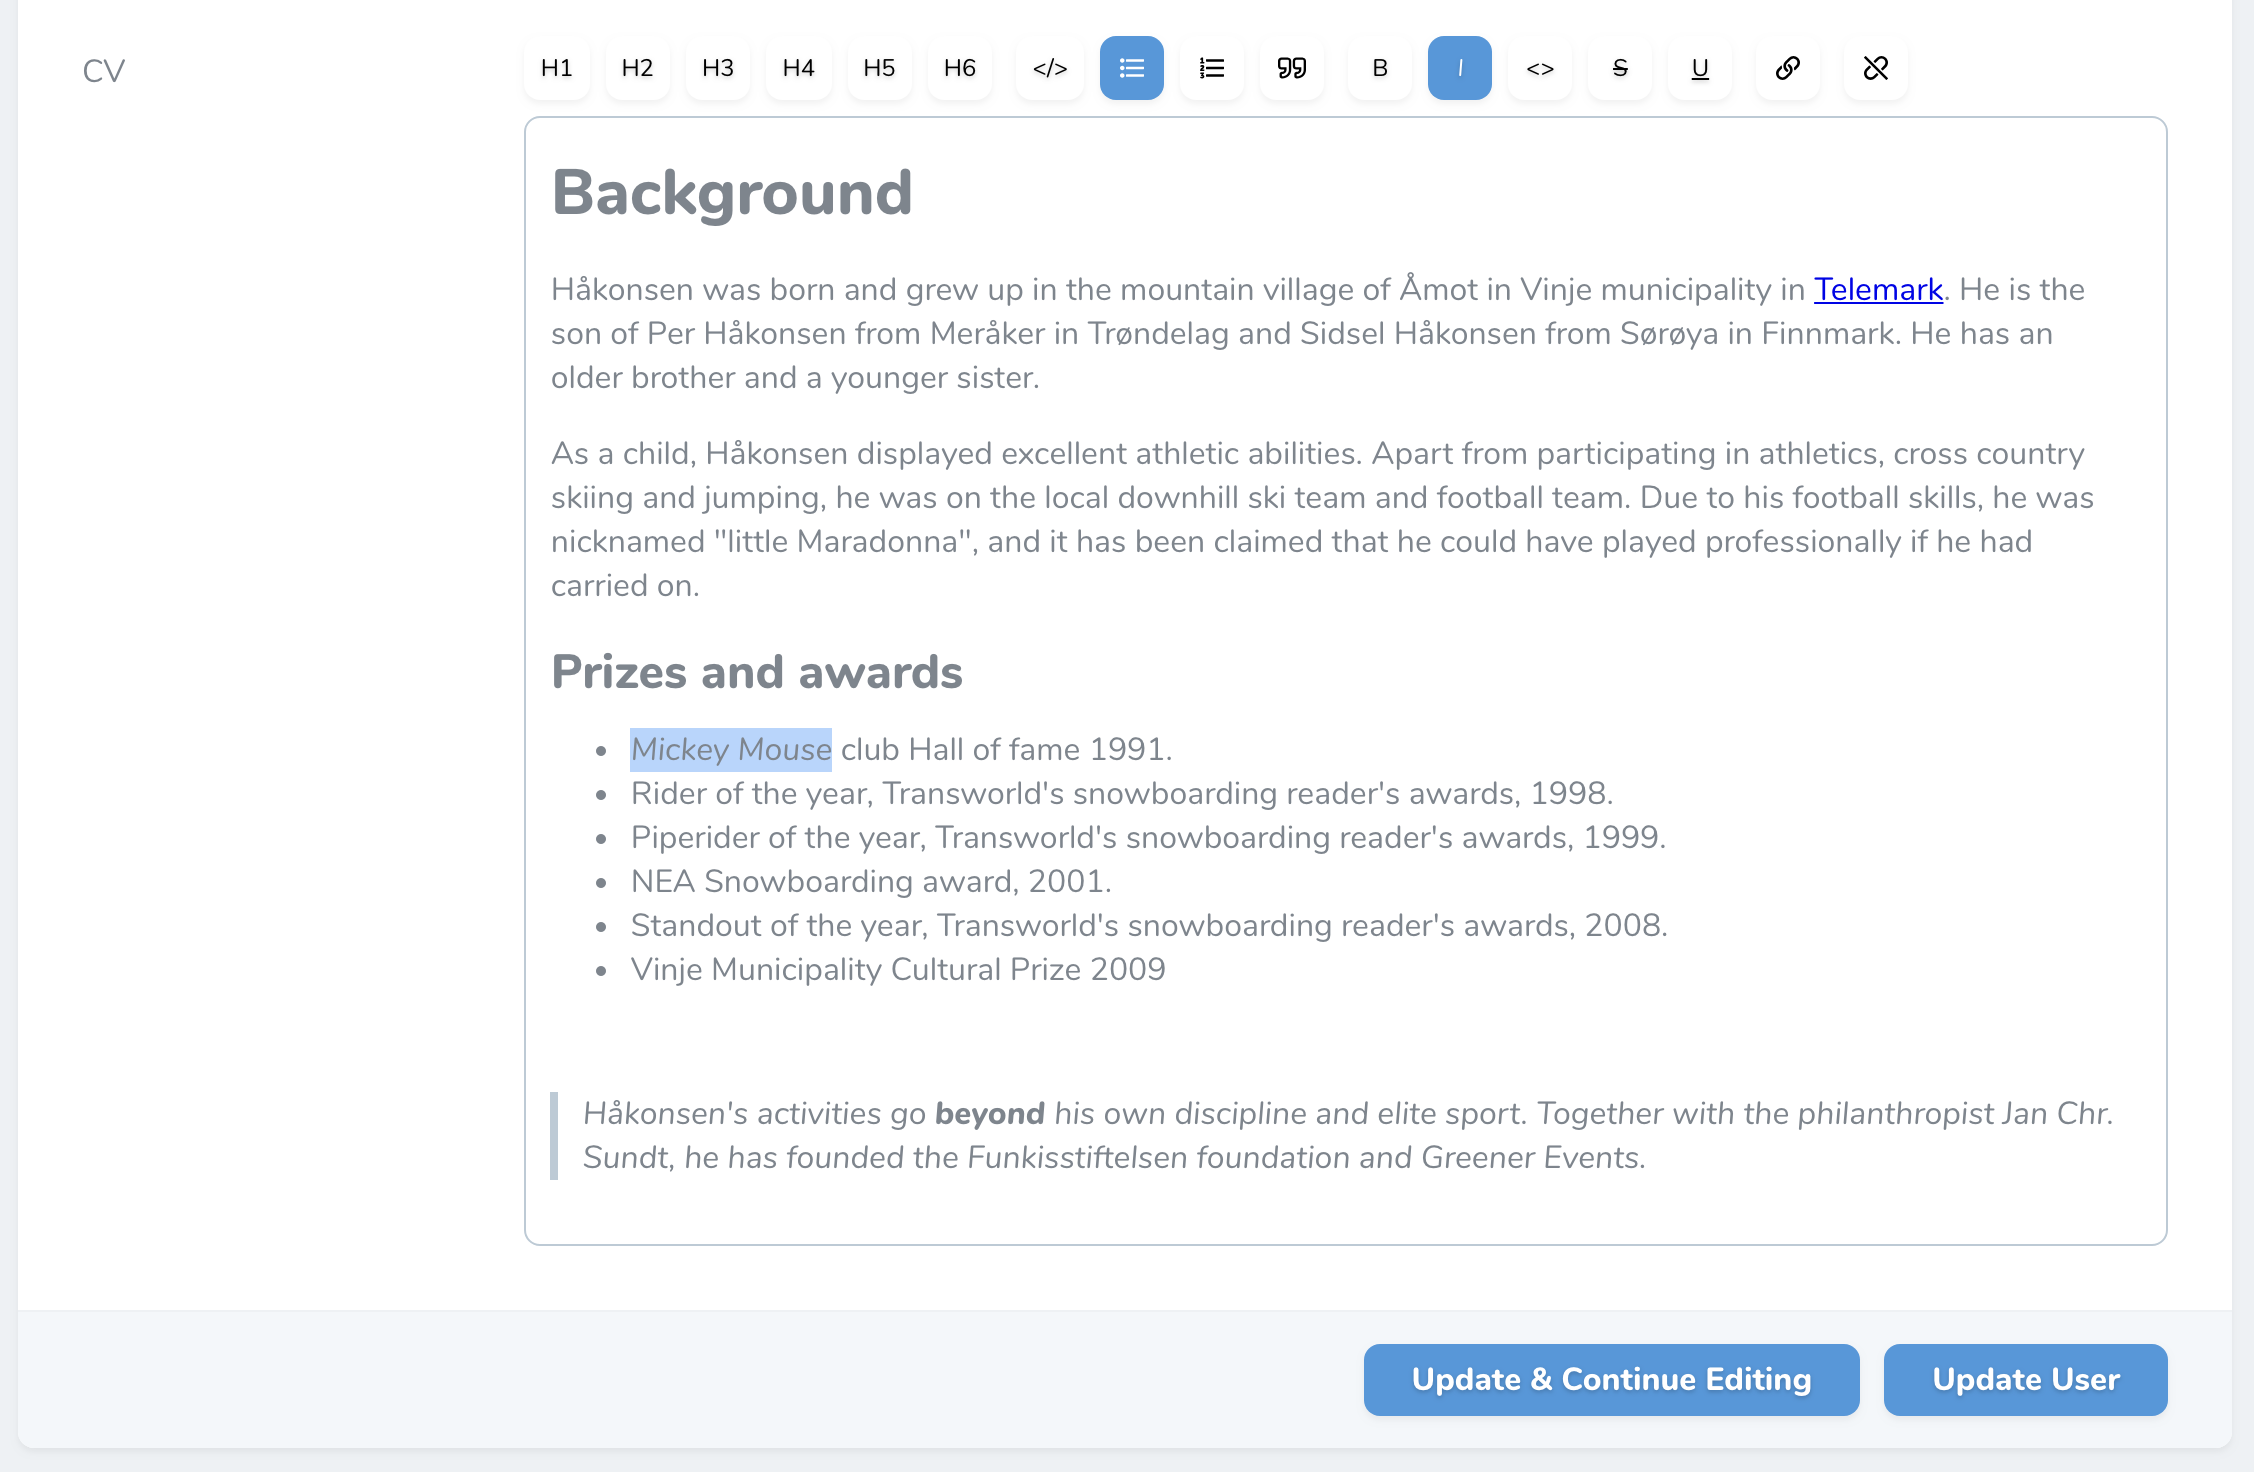 CV
H1 H2 H3 H4 H5 H6 </> B I <> S U
Background
Håkonsen was born and grew up in the mountain village of Åmot in Vinje municipality in Telemark. He is the
son of Per Håkonsen from Meråker in Trøndelag and Sidsel Håkonsen from Sørøya in Finnmark. He has an
older brother and a younger sister.
As a child, Håkonsen displayed excellent athletic abilities. Apart from participating in athletics, cross country
skiing and jumping, he was on the local downhill ski team and football team. Due to his football skills, he was
nicknamed "little Maradonna", and it has been claimed that he could have played professionally if he had
carried on.
Prizes and awards
• Mickey Mouse club Hall of fame 1991.
• Rider of the year, Transworld's snowboarding reader's awards, 1998.
• Piperider of the year, Transworld's snowboarding reader's awards, 1999.
• NEA Snowboarding award, 2001.
• Standout of the year, Transworld's snowboarding reader's awards, 2008.
• Vinje Municipality Cultural Prize 2009
Håkonsen's activities go beyond his own discipline and elite sport. Together with the philanthropist Jan Chr.
Sundt, he has founded the Funkisstiftelsen foundation and Greener Events.
Update & Continue Editing Update User